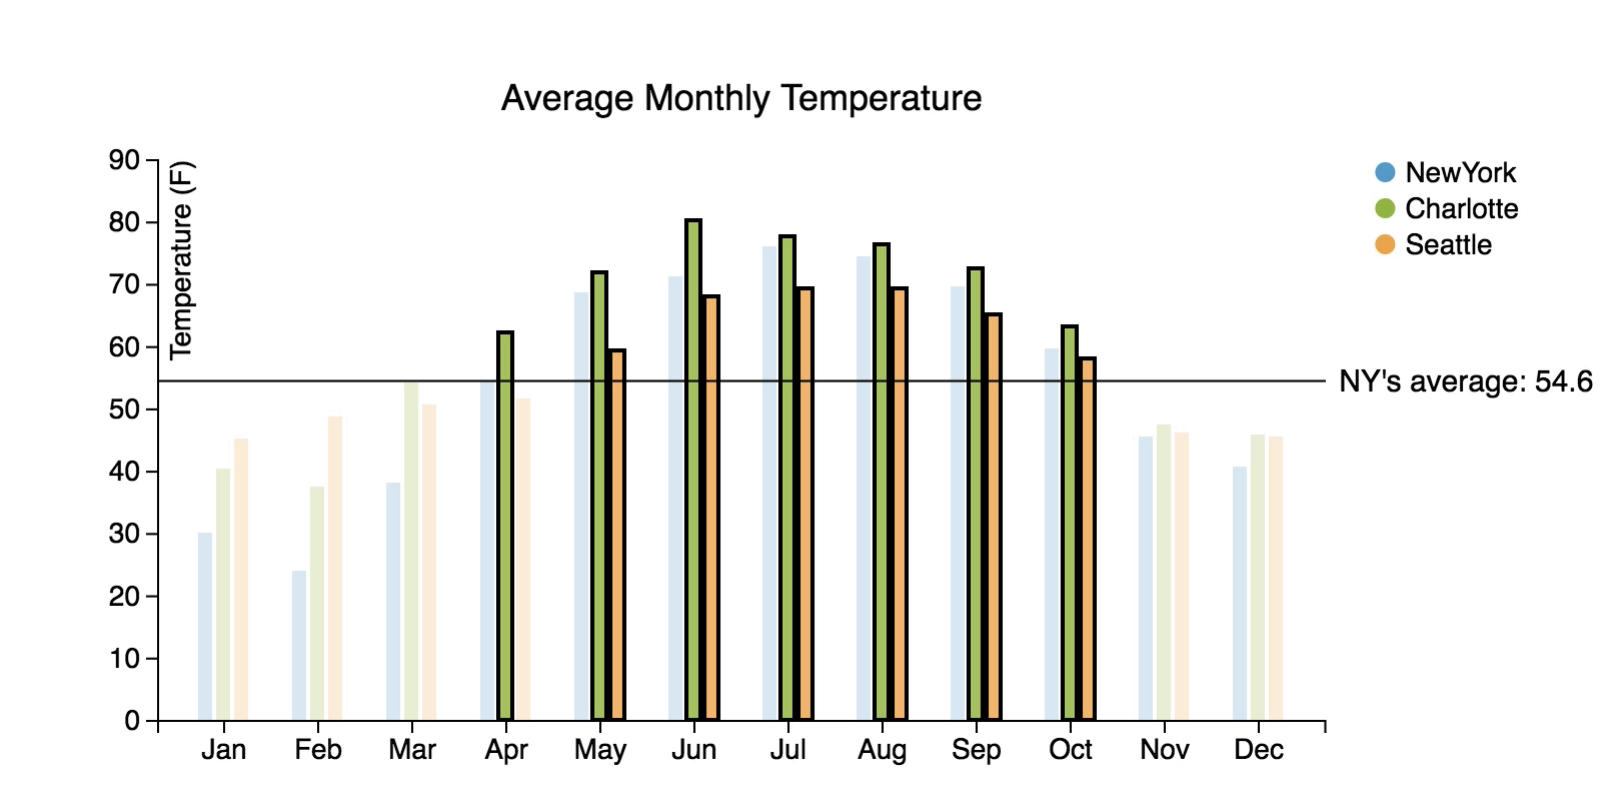 Average Monthly Temperature
Temperature (F)
90
80
70
60
50
40
30
20
10
0
NewYork
Charlotte
Seattle
NY's average: 54.6
Jan Feb Mar Apr May Jun Jul Aug Sep Oct Nov Dec